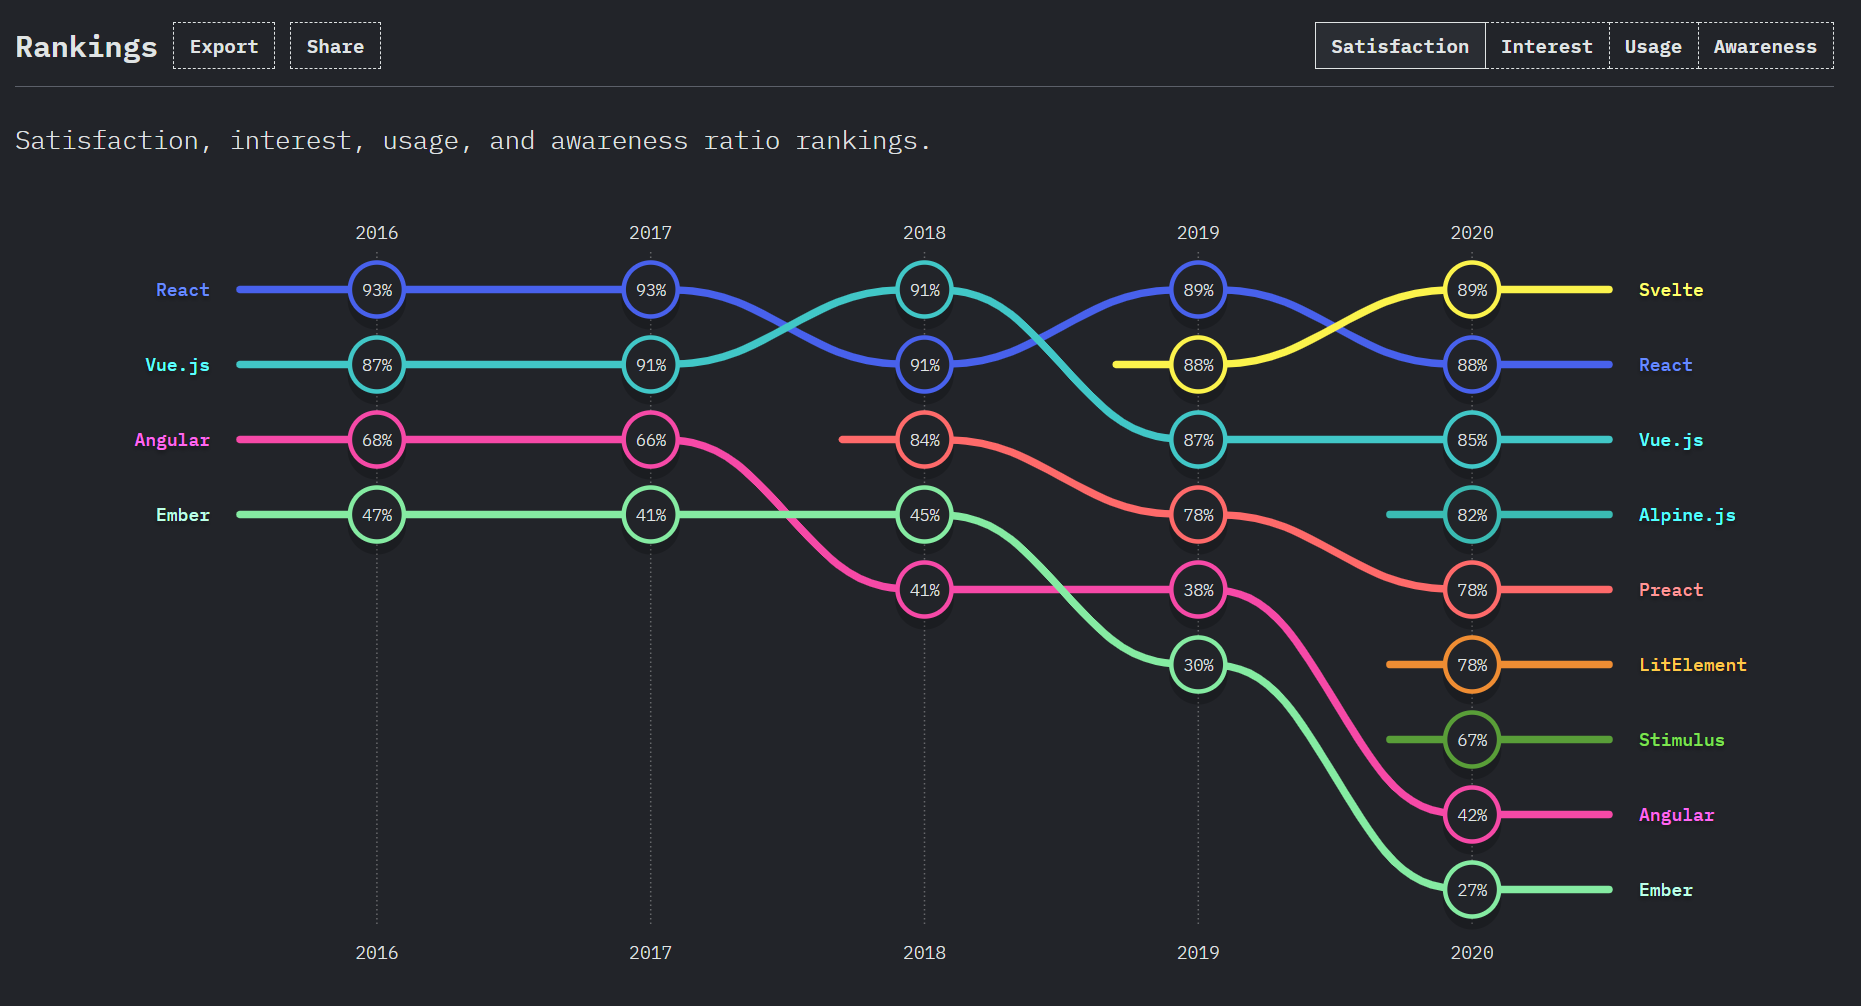 Rankings Export Share Satisfaction Interest Usage Awareness
Satisfaction, interest, usage, and awareness ratio rankings.
2016 2017 2018 2019 2020
React 93% 93% 91% 89% 89% Svelte
Vue.js 87% 91% 91% 88% 88% React
Angular 68% 66% 84% 87% 85% Vue.js
Ember 47% 41% 45% 78% 82% Alpine.js
41% 38% 78% Preact
30% 78% LitElement
67% Stimulus
42% Angular
27% Ember
2016 2017 2018 2019 2020